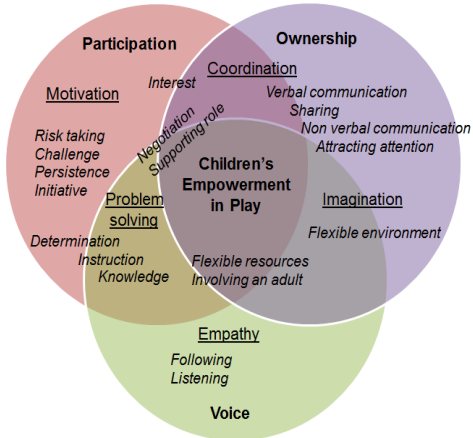 Participation
Ownership
Motivation
Interest
Coordination
Verbal communication
Sharing
Non verbal communication
Attracting attention
Risk taking
Challenge
Persistence
Initiative
Negotiation
Supporting role
Children's
Empowerment
in Play
Problem
solving
Imagination
Determination
Instruction
Knowledge
Flexible environment
Flexible resources
Involving an adult
Empathy
Following
Listening
Voice